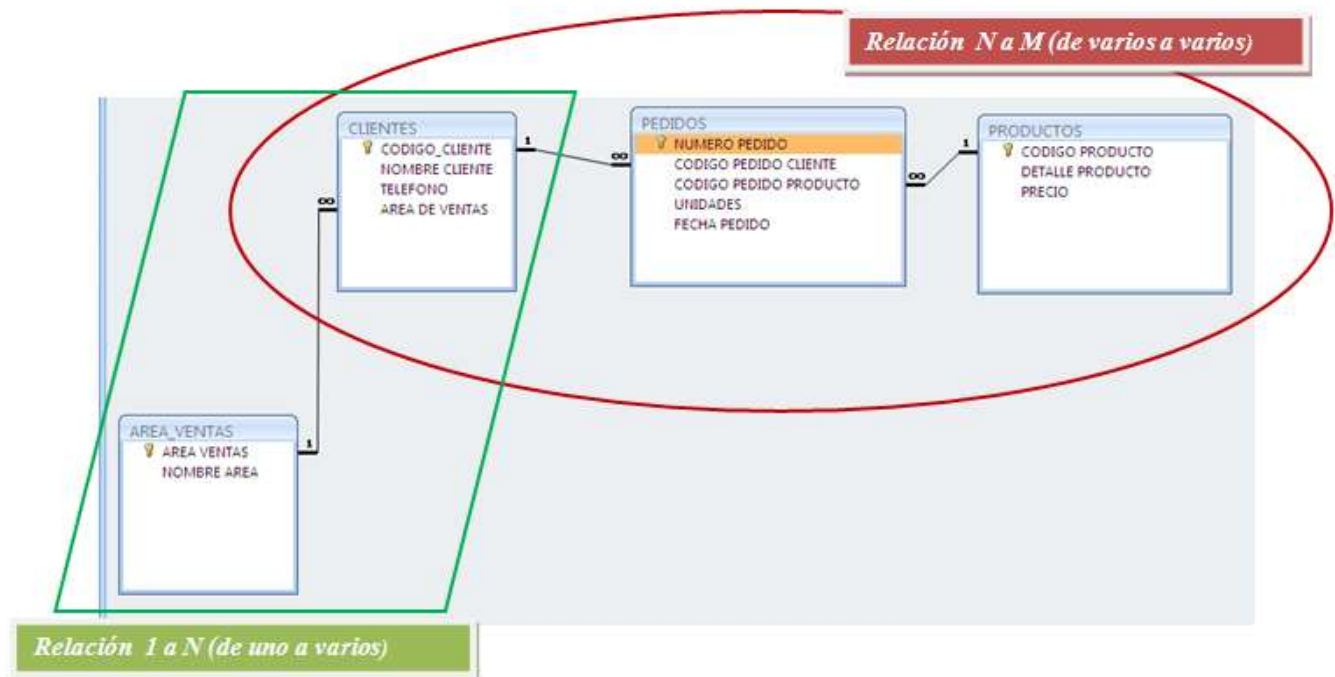 Relación N a M (de varios a varios)
CLIENTES
CODIGO_CLIENTE
NOMBRE CLIENTE
TELEFONO
AREA DE VENTAS
1
∞
∞
PEDIDOS
NUMERO PEDIDO
CODIGO PEDIDO CLIENTE
CODIGO PEDIDO PRODUCTO
UNIDADES
FECHA PEDIDO
∞
1
PRODUCTOS
CODIGO PRODUCTO
DETALLE PRODUCTO
PRECIO
AREA_VENTAS
AREA VENTAS
NOMBRE AREA
1
Relación 1 a N (de uno a varios)